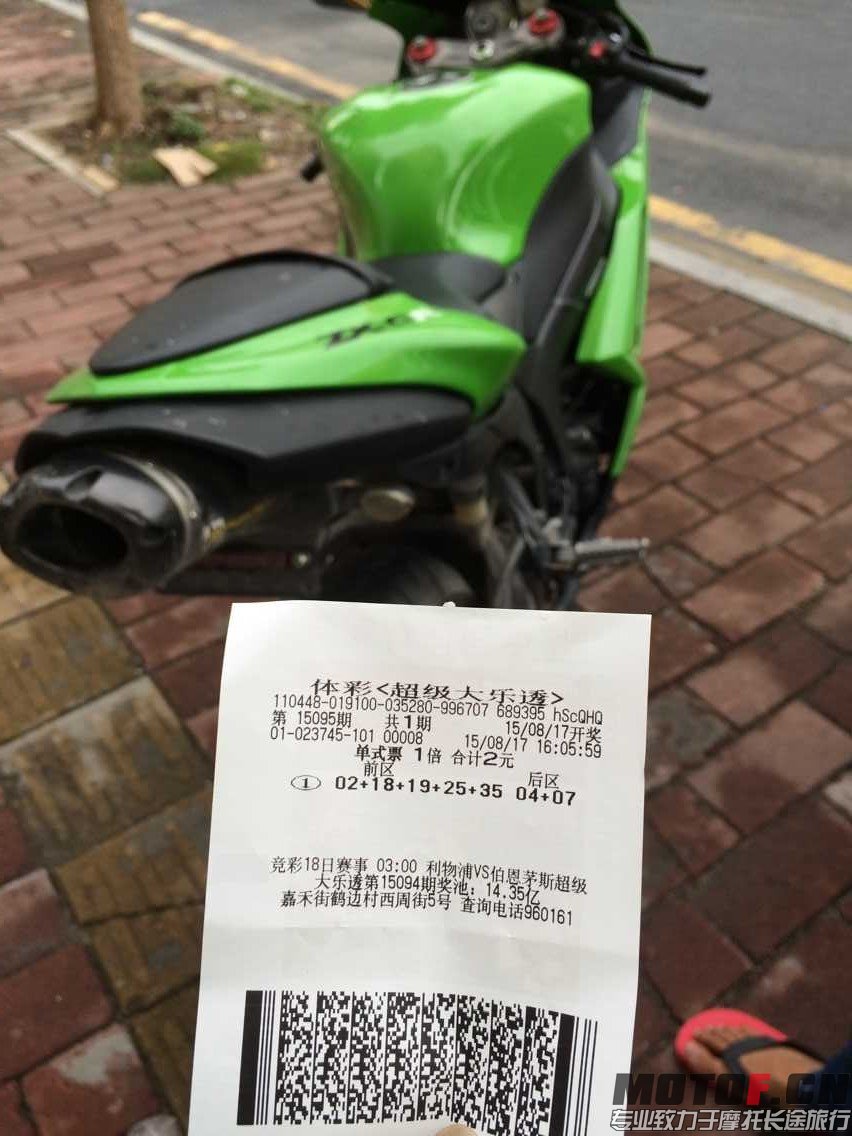 ZX-6R
体彩<超级大乐透>
110448-019100-035280-996707 689395 hScQHQ
第 15095期 共1期 15/08/17开奖
01-023745-101 00008 15/08/17 16:05:59
单式票 1倍 合计2元
前区 后区
① 02+18+19+25+35 04+07
竞彩18日赛事 03:00 利物浦VS伯恩茅斯超级
大乐透第15094期奖池：14.35亿
嘉禾街鹤边村西周街5号 查询电话960161
MOTOF.CN
专业致力于摩托长途旅行